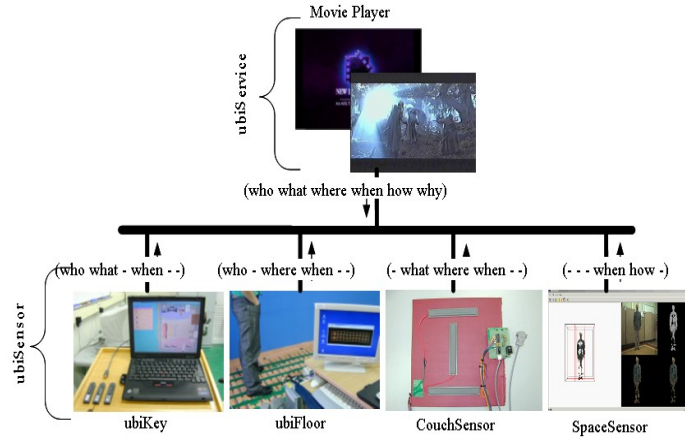 Movie Player
ubiService
NEW
(who what where when how why)
(who what - when - -)
(who - where when - -)
(- what where when - -)
(- - - when how -)
ubiSensor
ubiKey
ubiFloor
CouchSensor
SpaceSensor